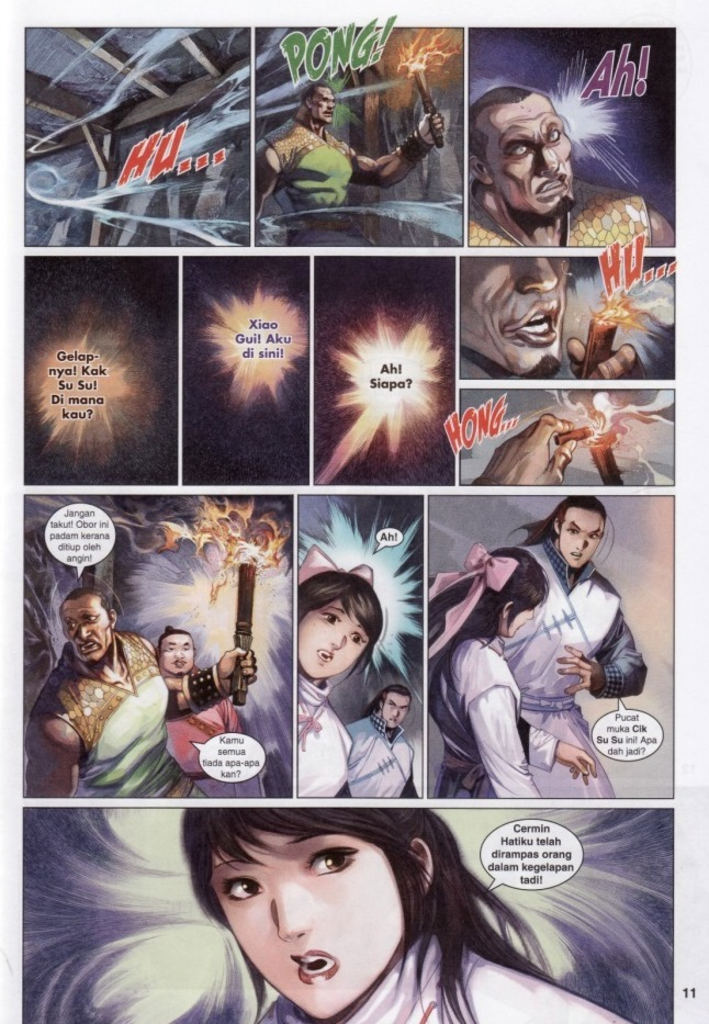 HU...
PONG!
Ah!
Gelap-
nya! Kak
Su Su!
Di mana
kau?
Xiao
Gui! Aku
di sini!
Ah!
Siapa?
HU...
HONG...
Jangan
takut! Obor ini
padam kerana
ditiup oleh
angin!
Kamu
semua
tiada apa-apa
kan?
Ah!
Pucat
muka Cik
Su Su ini! Apa
dah jadi?
Cermin
Hatiku telah
dirampas orang
dalam kegelapan
tadi!
11